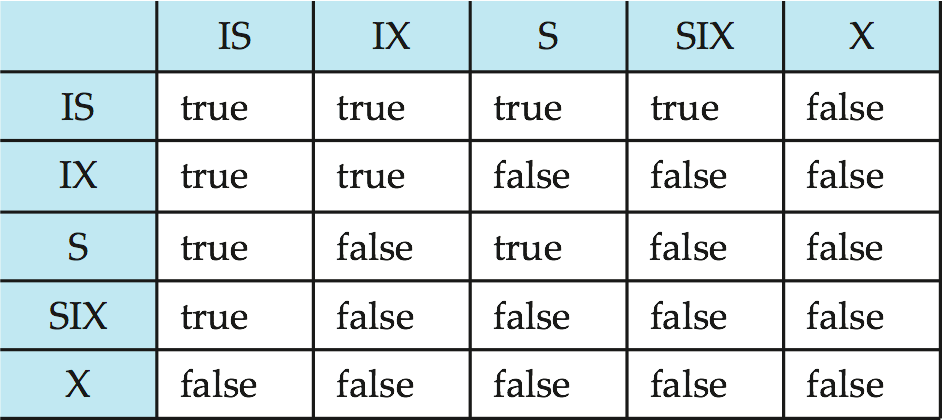 IS IX S SIX X
IS true true true true false
IX true true false false false
S true false true false false
SIX true false false false false
X false false false false false